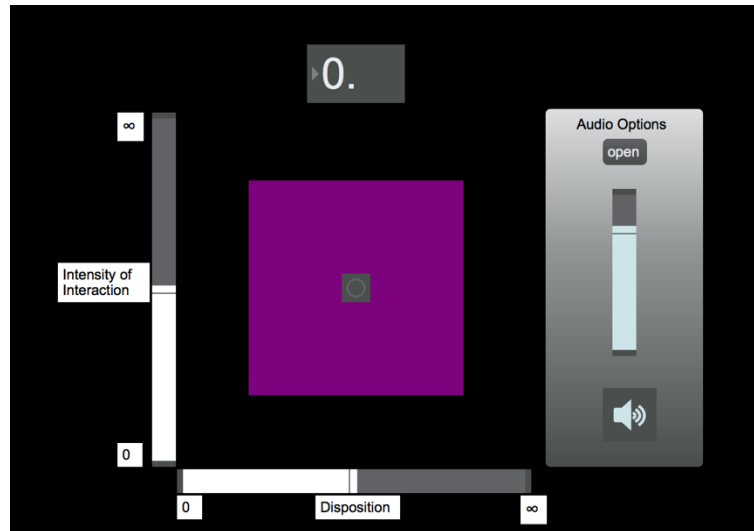 0.
∞
Audio Options
open
Intensity of
Interaction
0
0
Disposition
∞